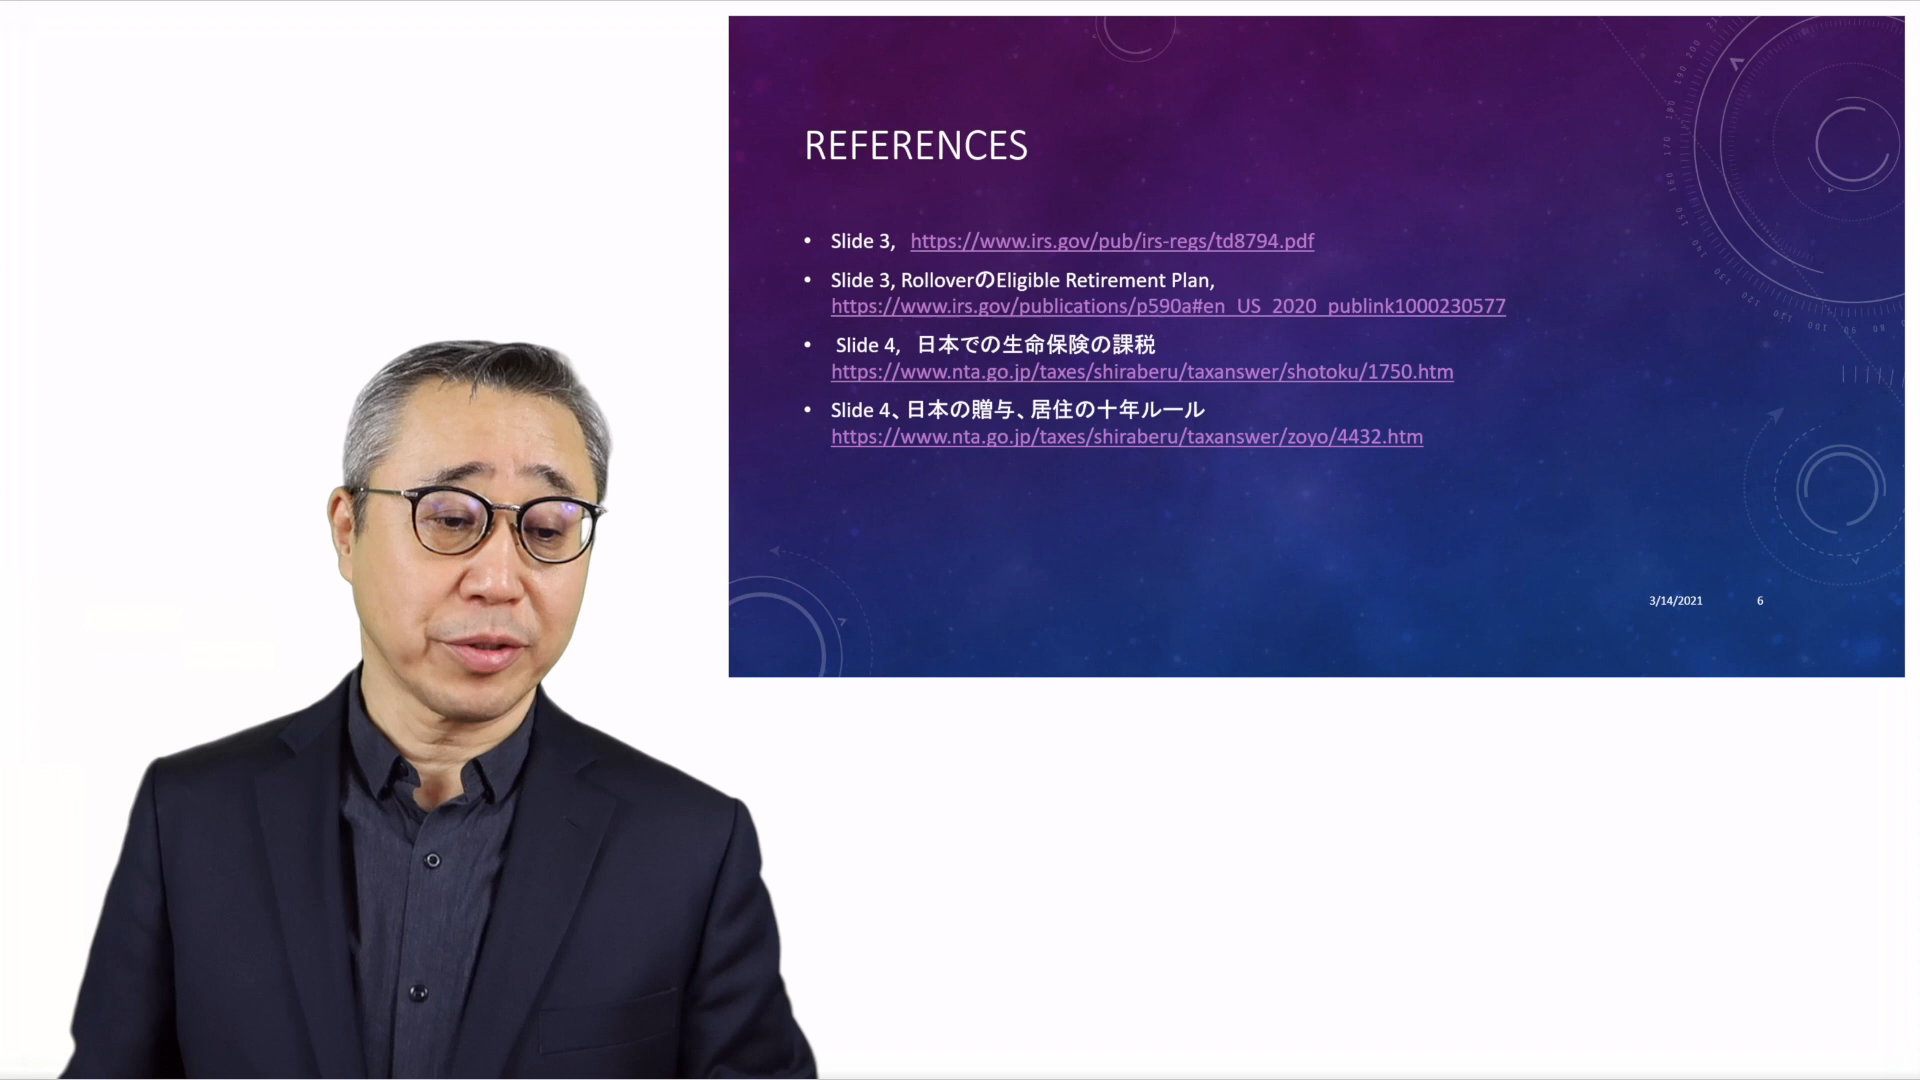 REFERENCES
• Slide 3, https://www.irs.gov/pub/irs-regs/td8794.pdf
• Slide 3, RolloverのEligible Retirement Plan,
https://www.irs.gov/publications/p590a#en_US_2020_publink1000230577
• Slide 4, 日本での生命保険の課税
https://www.nta.go.jp/taxes/shiraberu/taxanswer/shotoku/1750.htm
• Slide 4、日本の贈与、居住の十年ルール
https://www.nta.go.jp/taxes/shiraberu/taxanswer/zoyo/4432.htm
3/14/2021 6